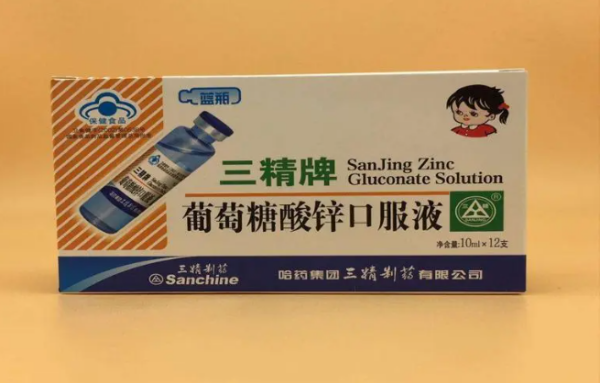 蓝瓶
保健食品
三精牌
SanJing Zinc
Gluconate Solution
葡萄糖酸锌口服液
净含量:10ml×12支
三精制药
Sanchine
哈药集团三精制药有限公司